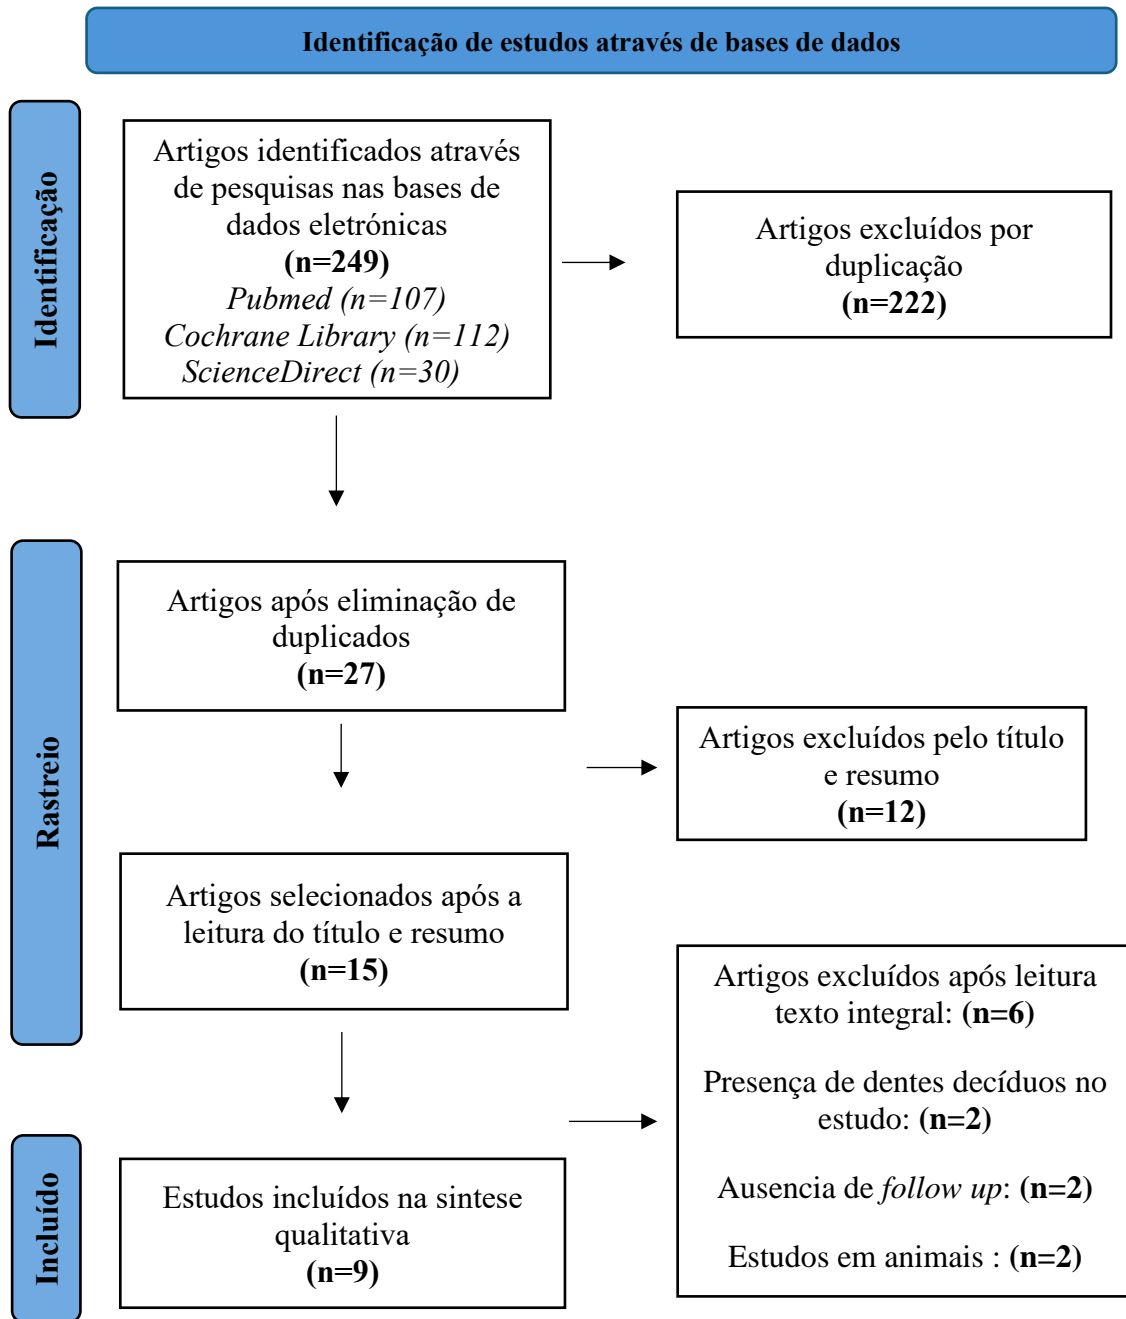 Identificação de estudos através de bases de dados
Identificação
Artigos identificados através
de pesquisas nas bases de
dados eletrónicas
(n=249)
Pubmed (n=107)
Cochrane Library (n=112)
ScienceDirect (n=30)
Artigos excluídos por
duplicação
(n=222)
Rastreio
Artigos após eliminação de
duplicados
(n=27)
Artigos excluídos pelo título
e resumo
(n=12)
Artigos selecionados após a
leitura do título e resumo
(n=15)
Artigos excluídos após leitura
texto integral: (n=6)
Presença de dentes decíduos no
estudo: (n=2)
Ausencia de follow up: (n=2)
Estudos em animais : (n=2)
Incluído
Estudos incluídos na sintese
qualitativa
(n=9)